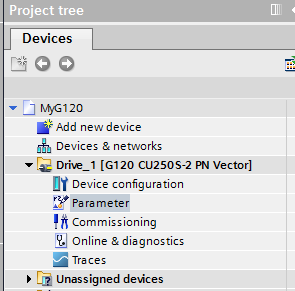 Project tree
Devices
MyG120
Add new device
Devices & networks
Drive_1 [G120 CU250S-2 PN Vector]
Device configuration
Parameter
Commissioning
Online & diagnostics
Traces
Unassigned devices